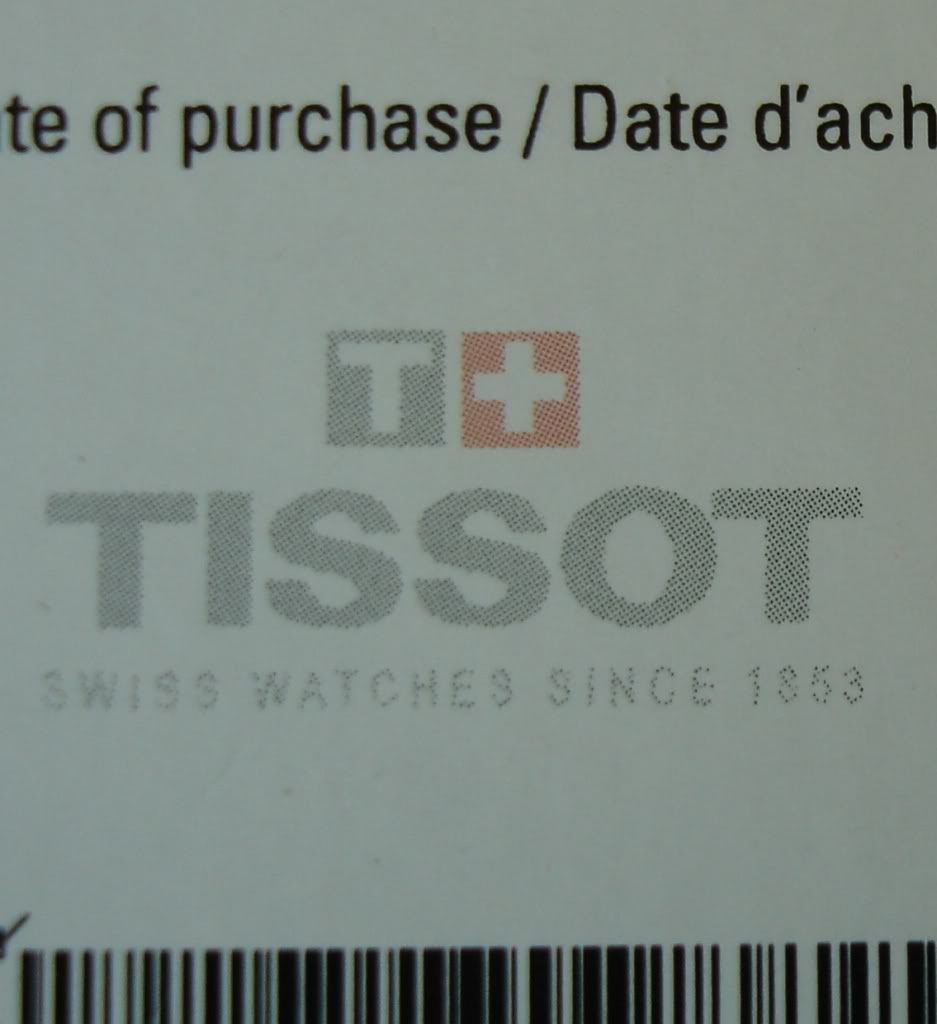 te of purchase / Date d'ach
T+
TISSOT
SWISS WATCHES SINCE 1853